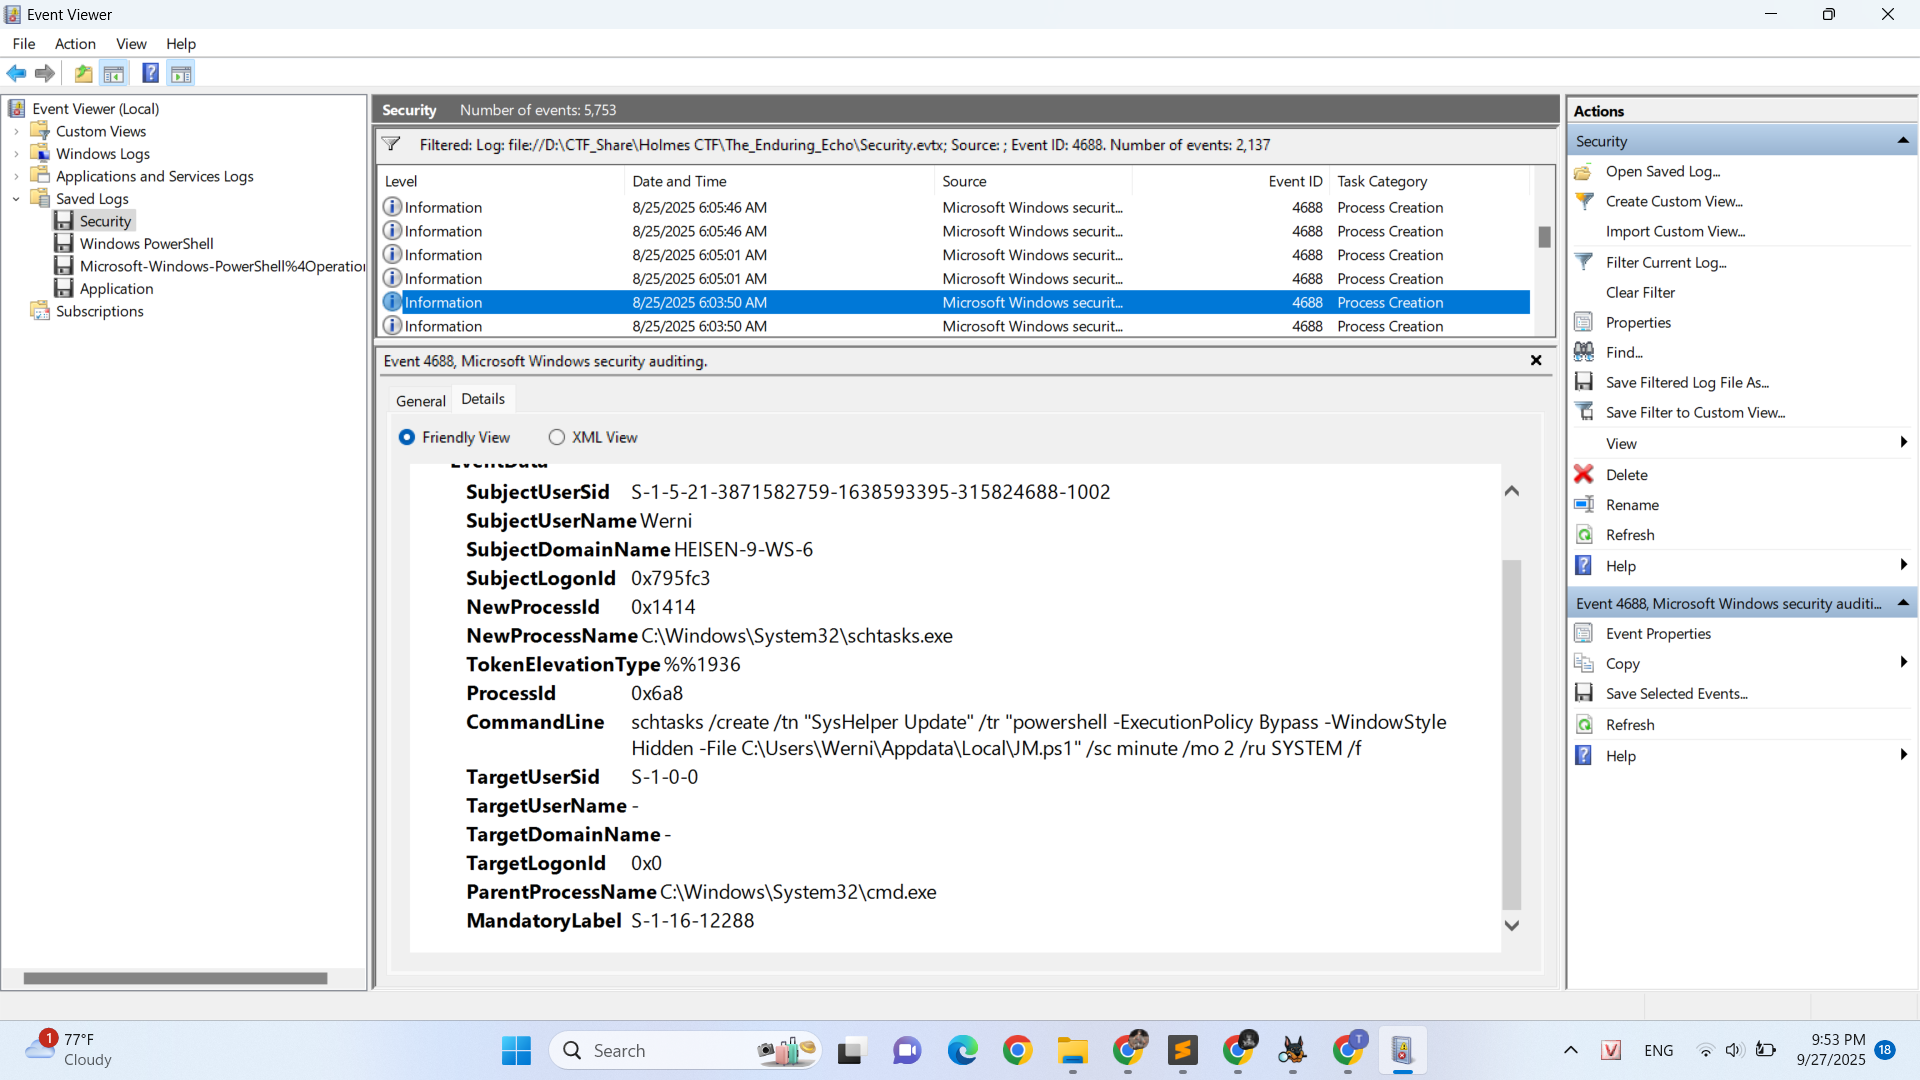 Event Viewer
File Action View Help
Event Viewer (Local)
Custom Views
Windows Logs
Applications and Services Logs
Saved Logs
Security
Windows PowerShell
Microsoft-Windows-PowerShell%4Operation
Application
Subscriptions
Security Number of events: 5,753
Filtered: Log: file://D:\CTF_Share\Holmes CTF\The_Enduring_Echo\Security.evtx; Source: ; Event ID: 4688. Number of events: 2,137
Level Date and Time Source Event ID Task Category
Information 8/25/2025 6:05:46 AM Microsoft Windows securit... 4688 Process Creation
Information 8/25/2025 6:05:46 AM Microsoft Windows securit... 4688 Process Creation
Information 8/25/2025 6:05:01 AM Microsoft Windows securit... 4688 Process Creation
Information 8/25/2025 6:05:01 AM Microsoft Windows securit... 4688 Process Creation
Information 8/25/2025 6:03:50 AM Microsoft Windows securit... 4688 Process Creation
Information 8/25/2025 6:03:50 AM Microsoft Windows securit... 4688 Process Creation
Event 4688, Microsoft Windows security auditing.
General Details
Friendly View XML View
EventData
SubjectUserSid S-1-5-21-3871582759-1638593395-315824688-1002
SubjectUserName Werni
SubjectDomainName HEISEN-9-WS-6
SubjectLogonId 0x795fc3
NewProcessId 0x1414
NewProcessName C:\Windows\System32\schtasks.exe
TokenElevationType %%1936
ProcessId 0x6a8
CommandLine schtasks /create /tn "SysHelper Update" /tr "powershell -ExecutionPolicy Bypass -WindowStyle
Hidden -File C:\Users\Werni\Appdata\Local\JM.ps1" /sc minute /mo 2 /ru SYSTEM /f
TargetUserSid S-1-0-0
TargetUserName -
TargetDomainName -
TargetLogonId 0x0
ParentProcessName C:\Windows\System32\cmd.exe
MandatoryLabel S-1-16-12288
Actions
Security
Open Saved Log...
Create Custom View...
Import Custom View...
Filter Current Log...
Clear Filter
Properties
Find...
Save Filtered Log File As...
Save Filter to Custom View...
View
Delete
Rename
Refresh
Help
Event 4688, Microsoft Windows security auditi...
Event Properties
Copy
Save Selected Events...
Refresh
Help
1
77°F
Cloudy
Search
T
V
ENG
9:53 PM
9/27/2025
18